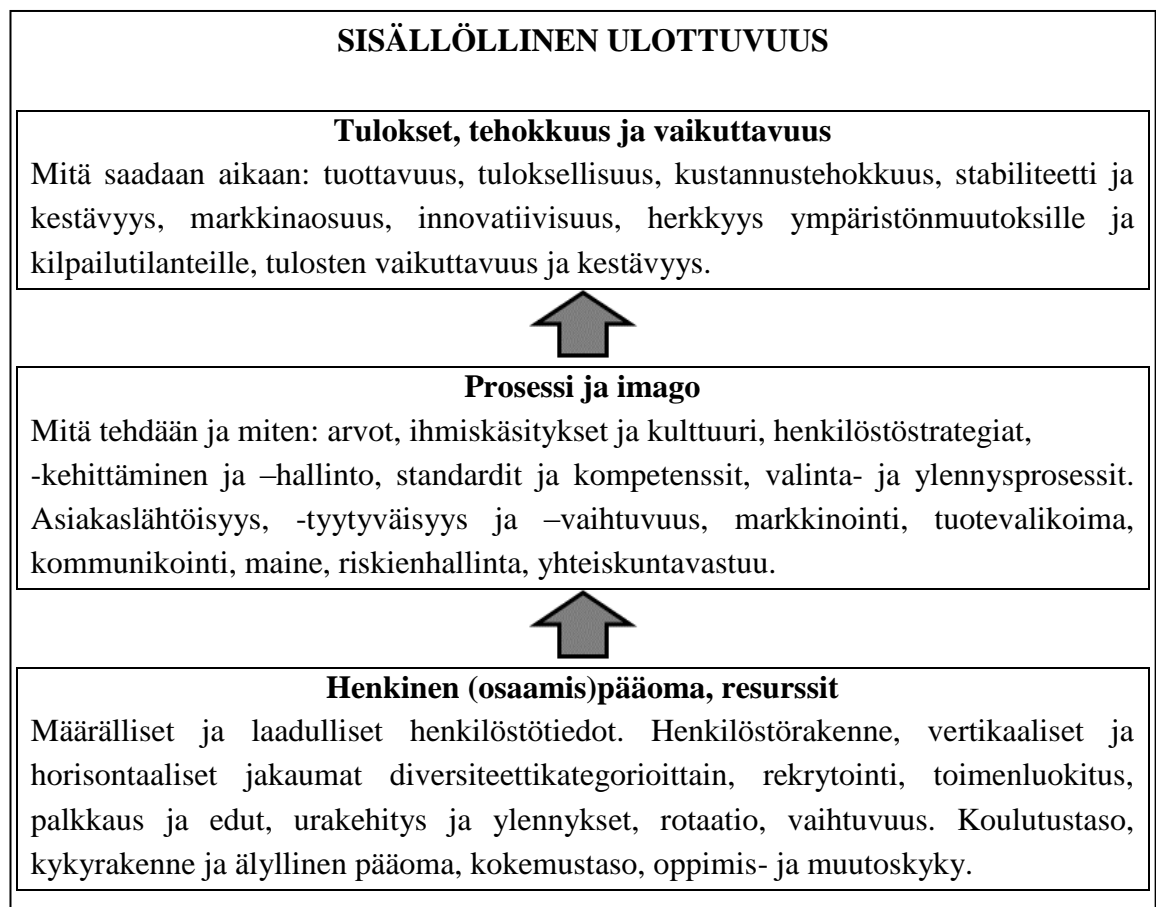 SISÄLLÖLLINEN ULOTTUVUUS
Tulokset, tehokkuus ja vaikuttavuus
Mitä saadaan aikaan: tuottavuus, tuloksellisuus, kustannustehokkuus, stabiliteetti ja
kestävyys, markkinaosuus, innovatiivisuus, herkkyys ympäristönmuutoksille ja
kilpailutilanteille, tulosten vaikuttavuus ja kestävyys.
Prosessi ja imago
Mitä tehdään ja miten: arvot, ihmiskäsitykset ja kulttuuri, henkilöstöstrategiat,
-kehittäminen ja –hallinto, standardit ja kompetenssit, valinta- ja ylennysprosessit.
Asiakaslähtöisyys, -tyytyväisyys ja –vaihtuvuus, markkinointi, tuotevalikoima,
kommunikointi, maine, riskienhallinta, yhteiskuntavastuu.
Henkinen (osaamis)pääoma, resurssit
Määrälliset ja laadulliset henkilöstötiedot. Henkilöstörakenne, vertikaaliset ja
horisontaaliset jakaumat diversiteettikategorioittain, rekrytointi, toimenluokitus,
palkkaus ja edut, urakehitys ja ylennykset, rotaatio, vaihtuvuus. Koulutustaso,
kykyrakenne ja älyllinen pääoma, kokemustaso, oppimis- ja muutoskyky.